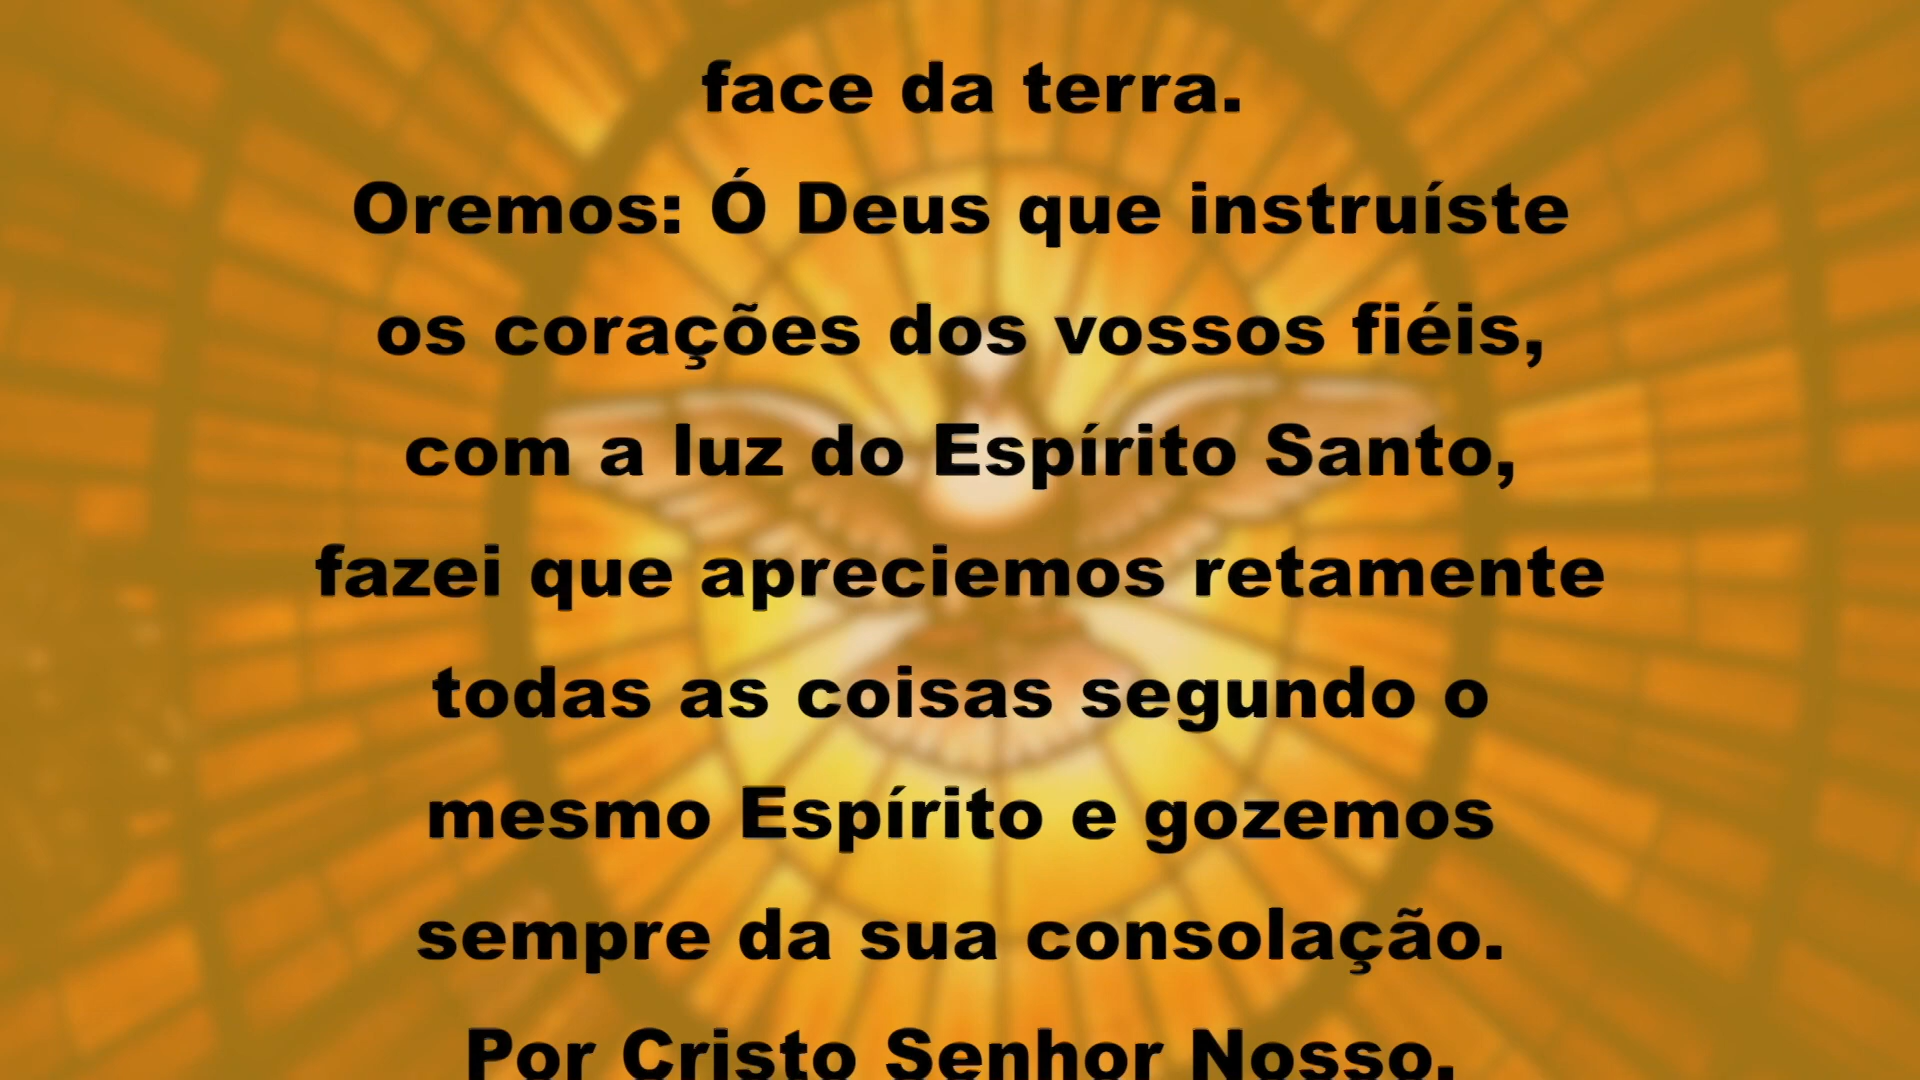 face da terra.
Oremos: Ó Deus que instruíste
os corações dos vossos fiéis,
com a luz do Espírito Santo,
fazei que apreciemos retamente
todas as coisas segundo o
mesmo Espírito e gozemos
sempre da sua consolação.
Por Cristo Senhor Nosso.